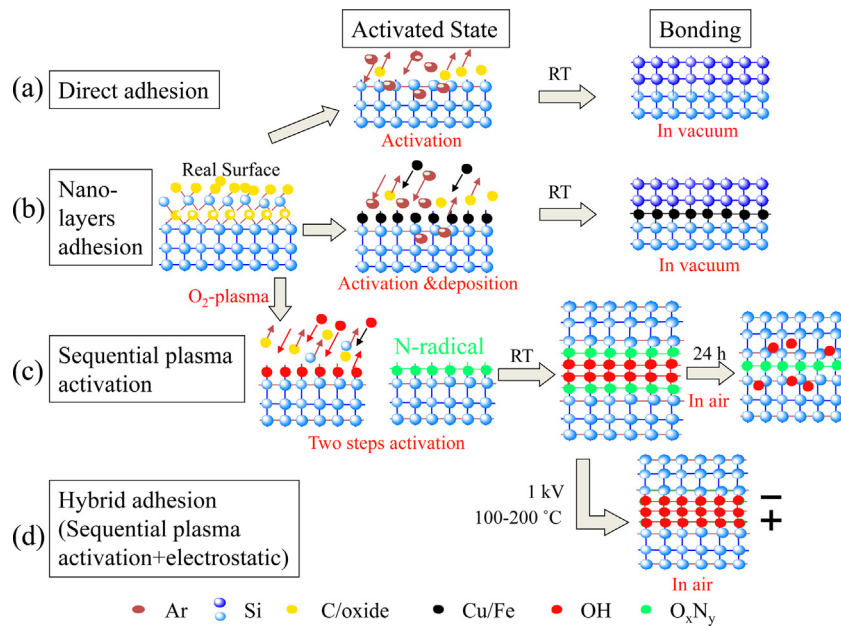 Activated State
Bonding
(a)
Direct adhesion
RT
Activation
In vacuum
(b)
Nano-
layers
adhesion
Real Surface
RT
Activation &deposition
In vacuum
O₂-plasma
(c)
Sequential plasma
activation
N-radical
RT
24 h
In air
Two steps activation
(d)
Hybrid adhesion
(Sequential plasma
activation+electrostatic)
1 kV
100-200 ˚C
−
+
In air
Ar
Si
C/oxide
Cu/Fe
OH
OₓNᵧ